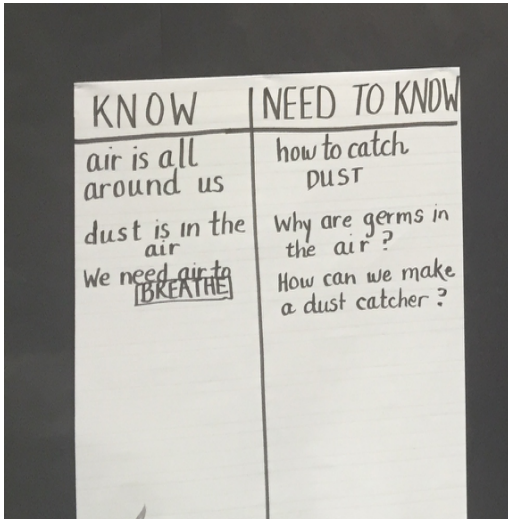 KNOW
NEED TO KNOW
air is all
around us
dust is in the
air
We need air to
BREATHE
how to catch
DUST
Why are germs in
the air?
How can we make
a dust catcher?